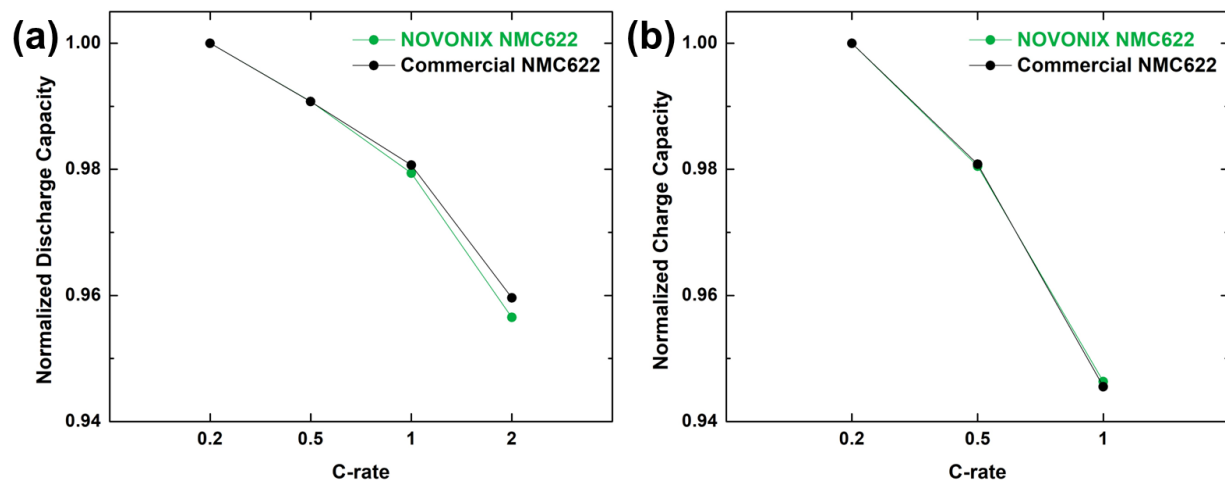 (a)
NOVONIX NMC622
Commercial NMC622
Normalized Discharge Capacity
1.00
0.98
0.96
0.94
0.2 0.5 1 2
C-rate
(b)
NOVONIX NMC622
Commercial NMC622
Normalized Charge Capacity
1.00
0.98
0.96
0.94
0.2 0.5 1
C-rate